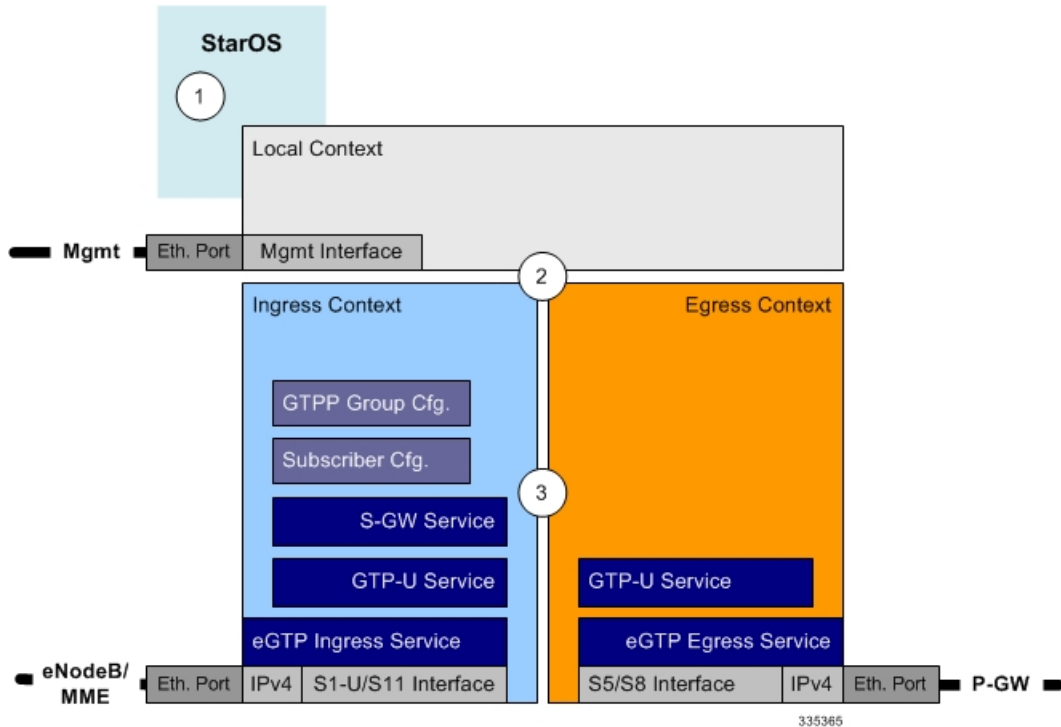 StarOS
1
Local Context
Mgmt Eth. Port Mgmt Interface
2
Ingress Context Egress Context
GTPP Group Cfg.
Subscriber Cfg.
3
S-GW Service
GTP-U Service GTP-U Service
eGTP Ingress Service eGTP Egress Service
eNodeB/
MME
Eth. Port IPv4 S1-U/S11 Interface S5/S8 Interface IPv4 Eth. Port P-GW
335365